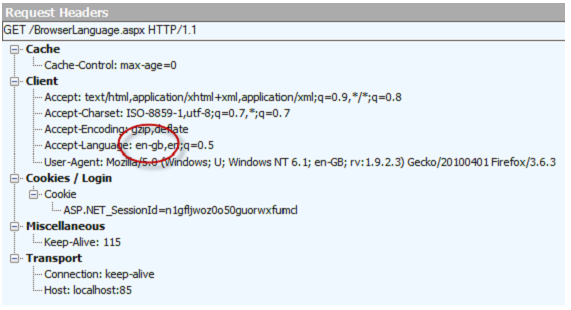 Request Headers
GET /BrowserLanguage.aspx HTTP/1.1
Cache
Cache-Control: max-age=0
Client
Accept: text/html,application/xhtml+xml,application/xml;q=0.9,*/*;q=0.8
Accept-Charset: ISO-8859-1,utf-8;q=0.7,*;q=0.7
Accept-Encoding: gzip,deflate
Accept-Language: en-gb,en;q=0.5
User-Agent: Mozilla/5.0 (Windows; U; Windows NT 6.1; en-GB; rv:1.9.2.3) Gecko/20100401 Firefox/3.6.3
Cookies / Login
Cookie
ASP.NET_SessionId=n1gfljwoz0o50guorwxfumcl
Miscellaneous
Keep-Alive: 115
Transport
Connection: keep-alive
Host: localhost:85